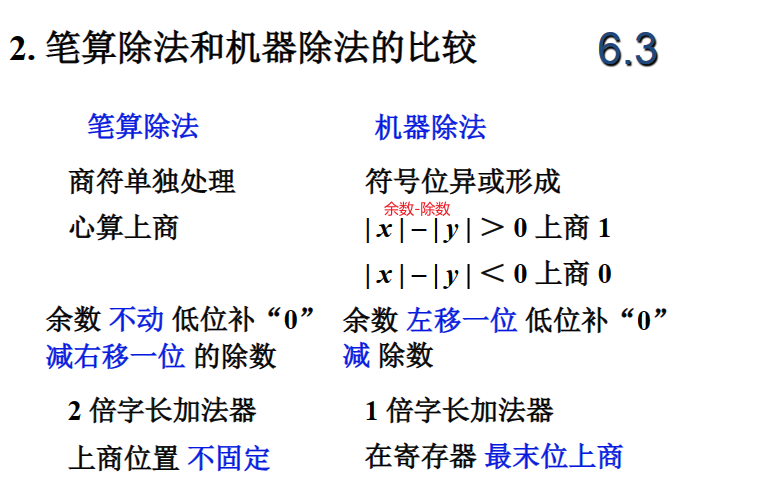 2. 笔算除法和机器除法的比较 6.3
笔算除法 机器除法
商符单独处理 符号位异或形成
余数-除数
心算上商 | x | – | y | > 0 上商 1
| x | – | y | < 0 上商 0
余数 不动 低位补“0” 余数 左移一位 低位补“0”
减右移一位 的除数 减 除数
2 倍字长加法器 1 倍字长加法器
上商位置 不固定 在寄存器 最末位上商